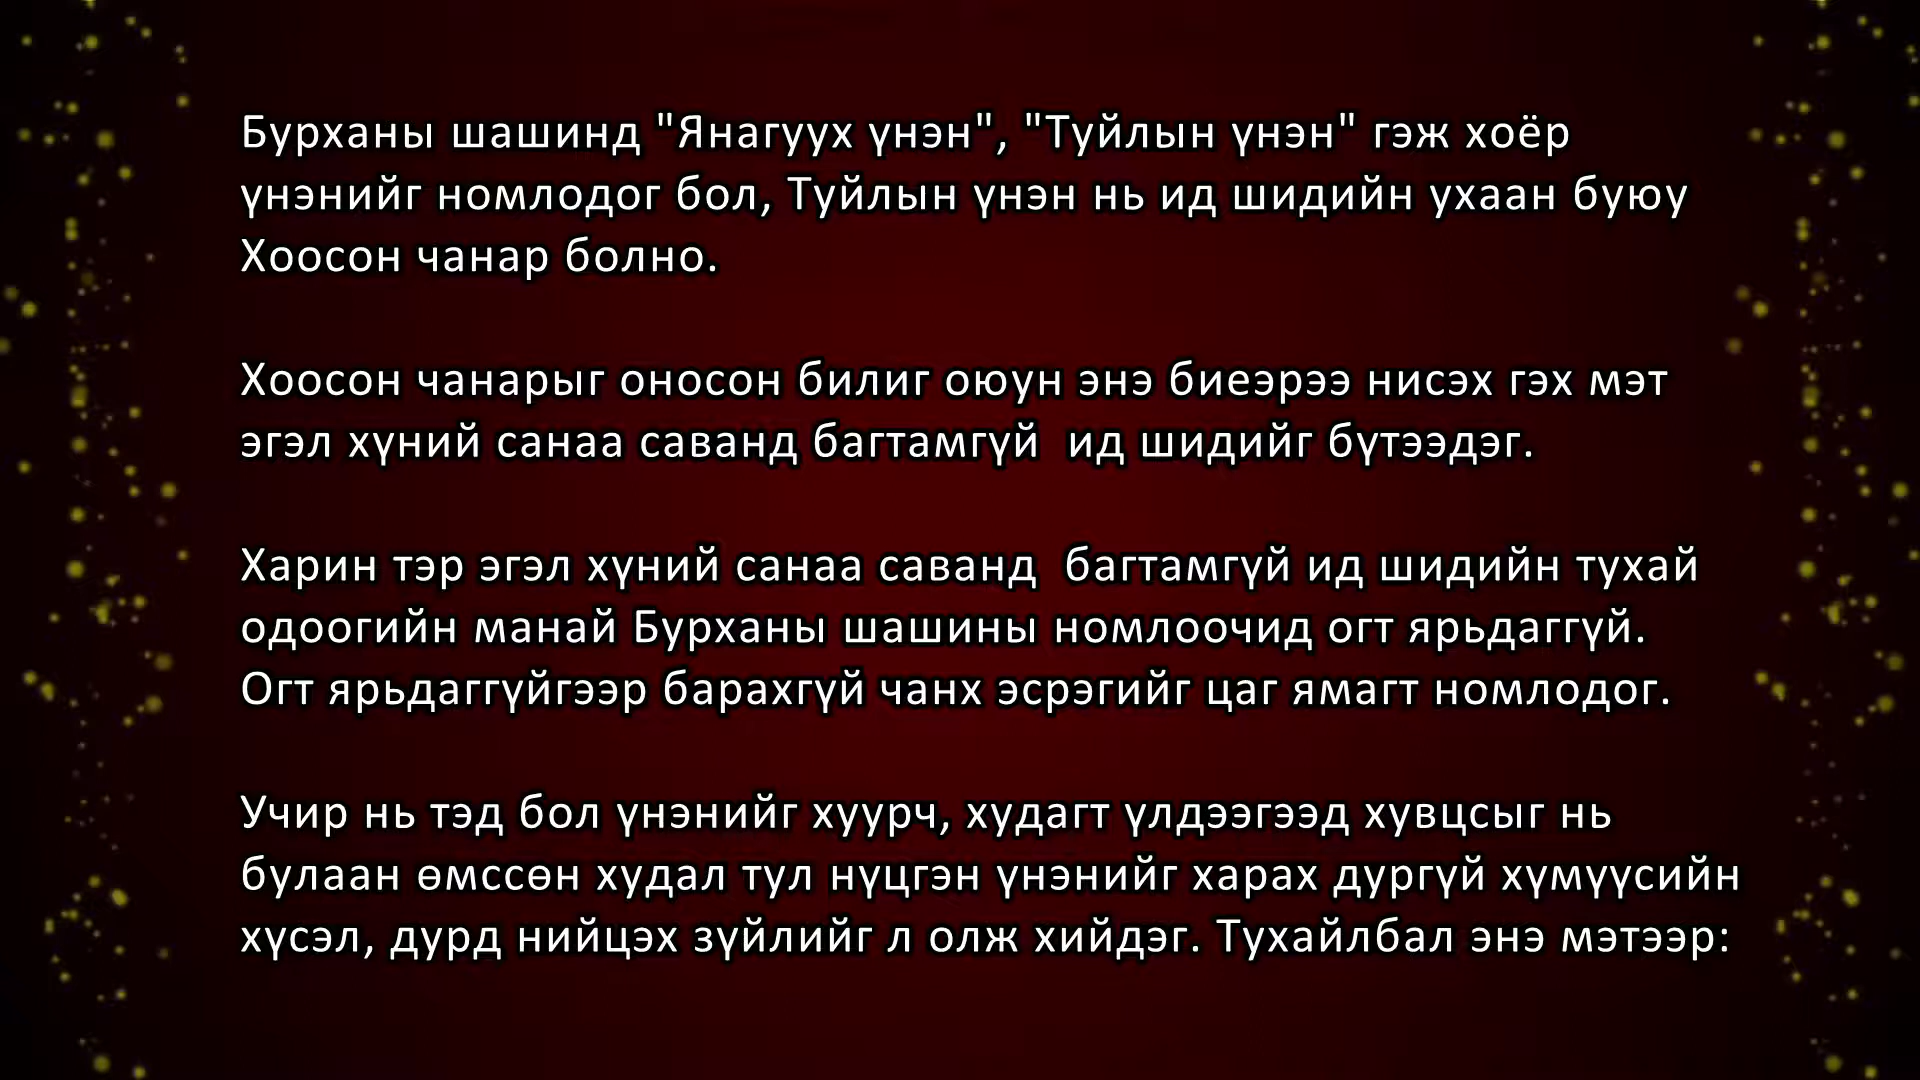 Бурханы шашинд "Янагуух үнэн", "Туйлын үнэн" гэж хоёр
үнэнийг номлодог бол, Туйлын үнэн нь ид шидийн ухаан буюу
Хоосон чанар болно.
Хоосон чанарыг оносон билиг оюун энэ биеэрээ нисэх гэх мэт
эгэл хүний санаа саванд багтамгүй  ид шидийг бүтээдэг.
Харин тэр эгэл хүний санаа саванд  багтамгүй ид шидийн тухай
одоогийн манай Бурханы шашины номлоочид огт ярьдаггүй.
Огт ярьдаггүйгээр барахгүй чанх эсрэгийг цаг ямагт номлодог.
Учир нь тэд бол үнэнийг хуурч, худагт үлдээгээд хувцсыг нь
булаан өмссөн худал тул нүцгэн үнэнийг харах дургүй хүмүүсийн
хүсэл, дурд нийцэх зүйлийг л олж хийдэг. Тухайлбал энэ мэтээр: